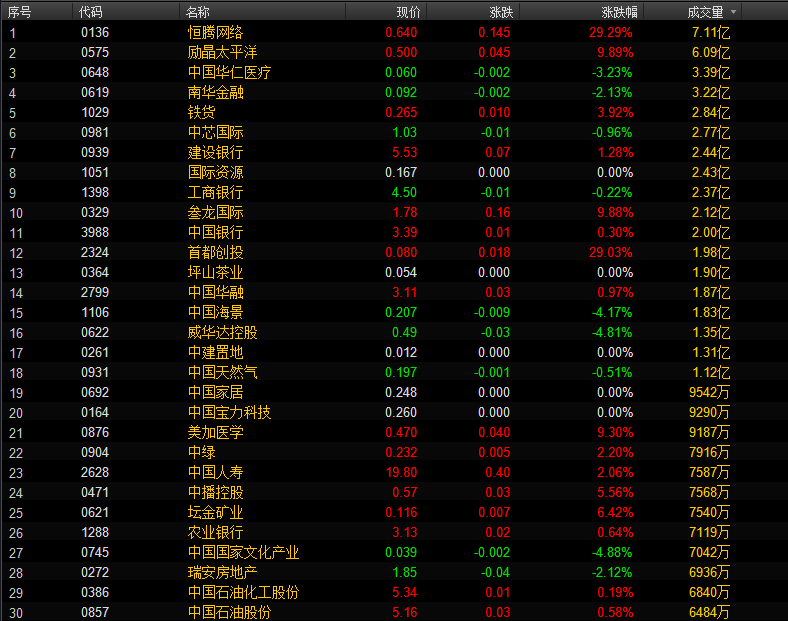 序号 代码 名称 现价 涨跌 涨跌幅 成交量
1 0136 恒腾网络 0.640 0.145 29.29% 7.11亿
2 0575 励晶太平洋 0.500 0.045 9.89% 6.09亿
3 0648 中国华仁医疗 0.060 -0.002 -3.23% 3.39亿
4 0619 南华金融 0.092 -0.002 -2.13% 3.22亿
5 1029 铁货 0.265 0.010 3.92% 2.84亿
6 0981 中芯国际 1.03 -0.01 -0.96% 2.77亿
7 0939 建设银行 5.53 0.07 1.28% 2.44亿
8 1051 国际资源 0.167 0.000 0.00% 2.43亿
9 1398 工商银行 4.50 -0.01 -0.22% 2.37亿
10 0329 叁龙国际 1.78 0.16 9.88% 2.12亿
11 3988 中国银行 3.39 0.01 0.30% 2.00亿
12 2324 首都创投 0.080 0.018 29.03% 1.98亿
13 0364 坪山茶业 0.054 0.000 0.00% 1.90亿
14 2799 中国华融 3.11 0.03 0.97% 1.87亿
15 1106 中国海景 0.207 -0.009 -4.17% 1.83亿
16 0622 威华达控股 0.49 -0.03 -4.81% 1.35亿
17 0261 中建置地 0.012 0.000 0.00% 1.31亿
18 0931 中国天然气 0.197 -0.001 -0.51% 1.12亿
19 0692 中国家居 0.248 0.000 0.00% 9542万
20 0164 中国宝力科技 0.260 0.000 0.00% 9290万
21 0876 美加医学 0.470 0.040 9.30% 9187万
22 0904 中绿 0.232 0.005 2.20% 7916万
23 2628 中国人寿 19.80 0.40 2.06% 7587万
24 0471 中播控股 0.57 0.03 5.56% 7568万
25 0621 坛金矿业 0.116 0.007 6.42% 7540万
26 1288 农业银行 3.13 0.02 0.64% 7119万
27 0745 中国国家文化产业 0.039 -0.002 -4.88% 7042万
28 0272 瑞安房地产 1.85 -0.04 -2.12% 6936万
29 0386 中国石油化工股份 5.34 0.01 0.19% 6840万
30 0857 中国石油股份 5.16 0.03 0.58% 6484万